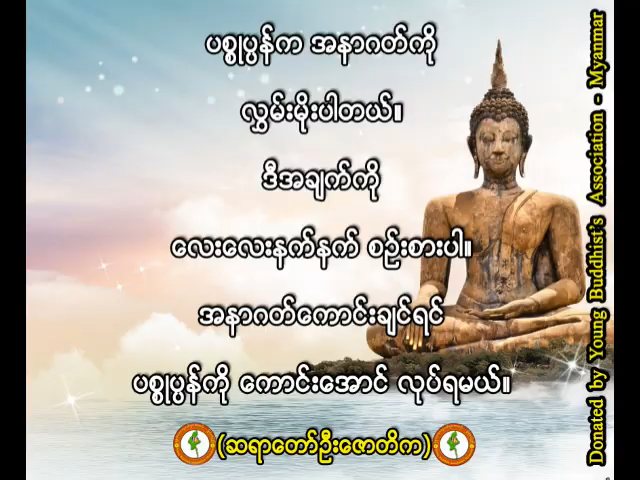 ပစ္စုပ္ပန်က အနာဂတ်ကို
လွှမ်းမိုးပါတယ်။
ဒီအချက်ကို
လေးလေးနက်နက် စဉ်းစားပါ။
အနာဂတ်ကောင်းချင်ရင်
ပစ္စုပ္ပန်ကို ကောင်းအောင် လုပ်ရမယ်။
(ဆရာတော်ဦးဇောတိက)
Donated by Young Buddhist's Association - Myanmar